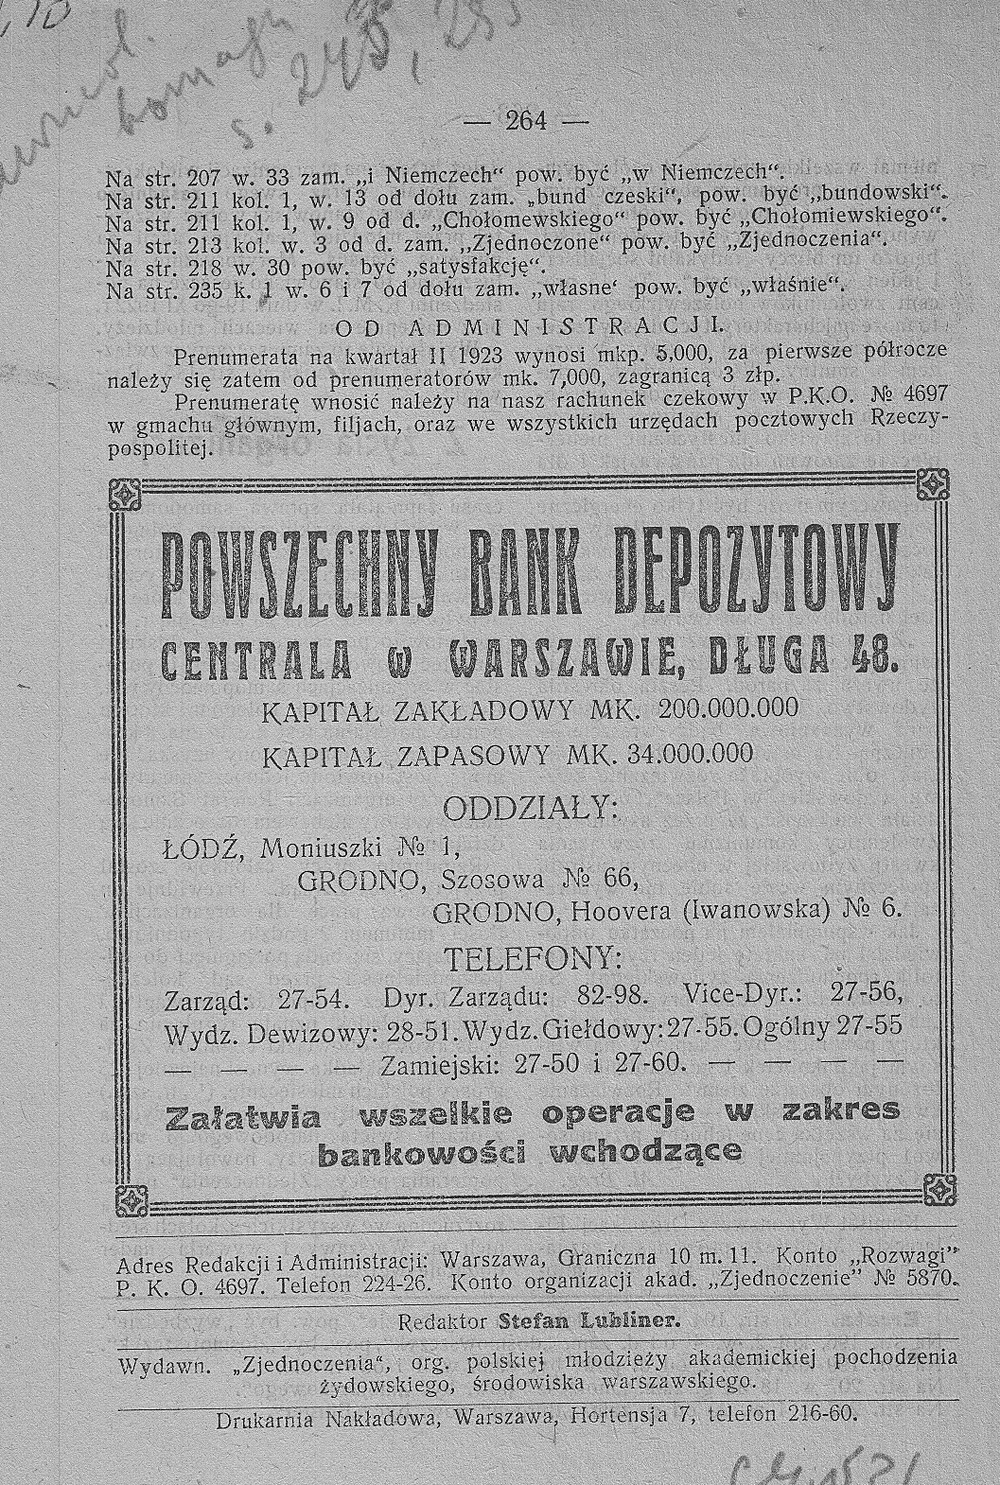 s. 245, 283
— 264 —
Na str. 207 w. 33 zam. „i Niemczech“ pow. być „w Niemczech“.
Na str. 211 kol. 1, w. 13 od dołu zam. „bund czeski“, pow. być „bundowski“.
Na str. 211 kol. 1, w. 9 od d. „Chołomewskiego“ pow. być „Chołomiewskiego“.
Na str. 213 kol. w. 3 od d. zam. „Zjednoczone“ pow. być „Zjednoczenia“.
Na str. 218 w. 30 pow. być „satysfakcję“.
Na str. 235 k. 1 w. 6 i 7 od dołu zam. „własne‘ pow. być „właśnie“.
OD ADMINISTRACJI.
Prenumerata na kwartał II 1923 wynosi mkp. 5,000, za pierwsze półrocze
należy się zatem od prenumeratorów mk. 7,000, zagranicą 3 złp.
Prenumeratę wnosić należy na nasz rachunek czekowy w P.K.O. № 4697
w gmachu głównym, filjach, oraz we wszystkich urzędach pocztowych Rzeczy-
pospolitej.
POWSZECHNY BANK DEPOZYTOWY
CENTRALA W WARSZAWIE, DŁUGA 48.
KAPITAŁ ZAKŁADOWY MK. 200.000.000
KAPITAŁ ZAPASOWY MK. 34.000.000
ODDZIAŁY:
ŁÓDŹ, Moniuszki № 1,
GRODNO, Szosowa № 66,
GRODNO, Hoovera (Iwanowska) № 6.
TELEFONY:
Zarząd: 27-54. Dyr. Zarządu: 82-98. Vice-Dyr.: 27-56,
Wydz. Dewizowy: 28-51. Wydz. Giełdowy: 27-55. Ogólny 27-55
— — — — Zamiejski: 27-50 i 27-60. — — — —
Załatwia wszelkie operacje w zakres
bankowości wchodzące
Adres Redakcji i Administracji: Warszawa, Graniczna 10 m. 11. Konto „Rozwagi”
P. K. O. 4697. Telefon 224-26. Konto organizacji akad. „Zjednoczenie” № 5870.
Redaktor Stefan Lubliner.
Wydawn. „Zjednoczenia“, org. polskiej młodzieży akademickiej pochodzenia
żydowskiego, środowiska warszawskiego.
Drukarnia Nakładowa, Warszawa, Hortensja 7, telefon 216-60.